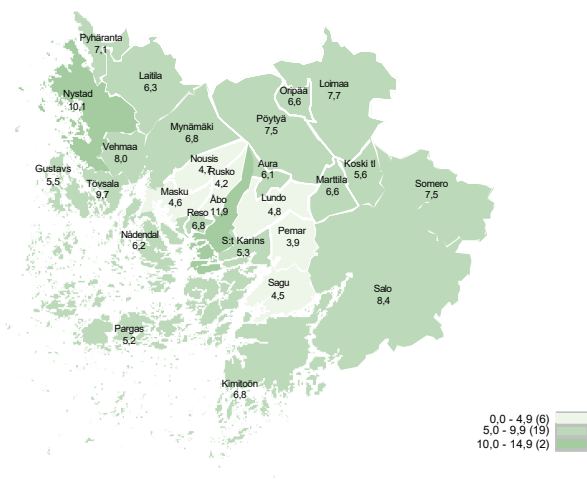 Pyhäranta
7,1
Laitila
6,3
Nystad
10,1
Loimaa
7,7
Oripää
6,6
Pöytyä
7,5
Mynämäki
6,8
Vehmaa
8,0
Nousis
4,7
Rusko
4,2
Aura
6,1
Koski tl
5,6
Gustavs
5,5
Tövsala
9,7
Masku
4,6
Marttila
6,6
Somero
7,5
Åbo
11,9
Lundo
4,8
Reso
6,8
Nådendal
6,2
S:t Karins
5,3
Pemar
3,9
Sagu
4,5
Salo
8,4
Pargas
5,2
Kimitoön
6,8
0,0 - 4,9 (6)
5,0 - 9,9 (19)
10,0 - 14,9 (2)